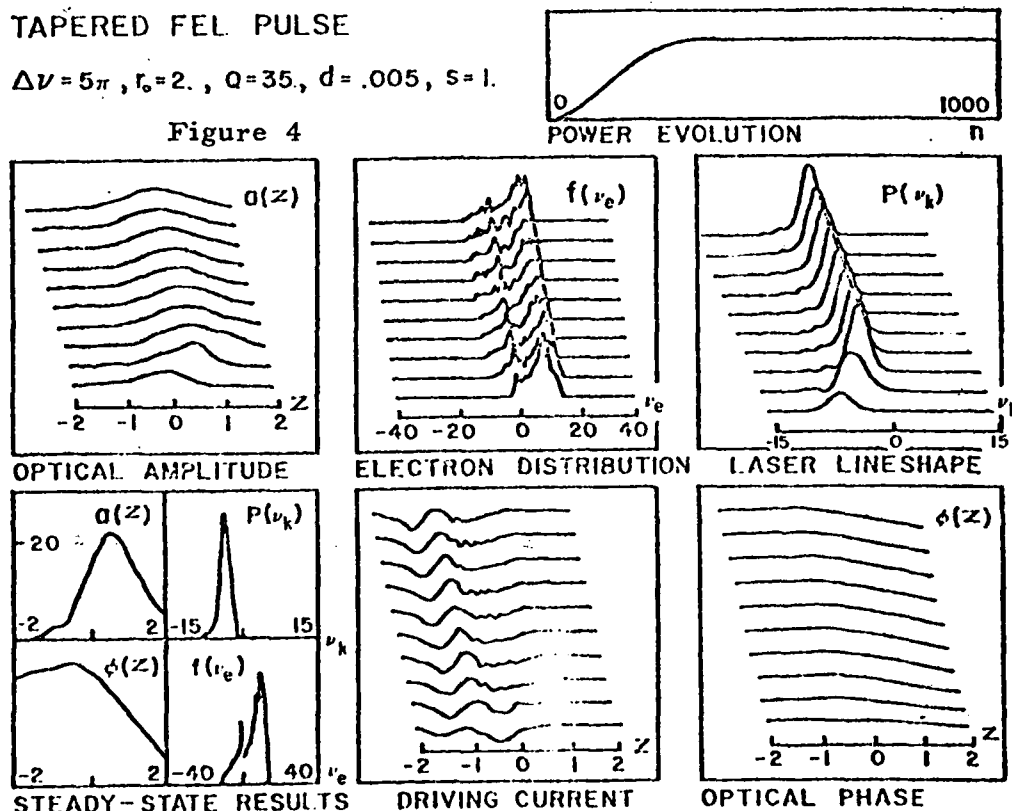 TAPERED FEL PULSE
Δν = 5π , r₀ = 2. , Q = 35., d = .005, s = 1.
Figure 4
0 1000
POWER EVOLUTION n
a(z)
-2 -1 0 1 2 z
OPTICAL AMPLITUDE
f(νe)
-40 -20 0 20 40 νe
ELECTRON DISTRIBUTION
P(νk)
-15 0 15
LASER LINESHAPE
a(z) P(νk)
20
-2 2 -15 15 νk
φ(z) f(νe)
-2 2 -40 40 νe
STEADY-STATE RESULTS
-2 -1 0 1 2 z
DRIVING CURRENT
φ(z)
-2 -1 0 1 2 z
OPTICAL PHASE